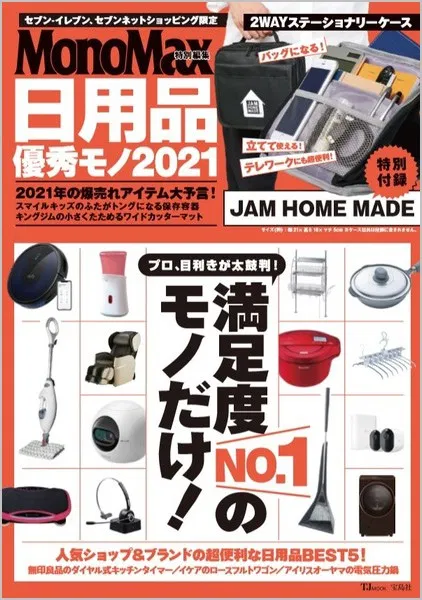 セブン-イレブン、セブンネットショッピング限定
2WAYステーショナリーケース
MonoMax
特別編集
日用品
優秀モノ2021
2021年の爆売れアイテム大予言!
スマイルキッズのふたがトングになる保存容器
キングジムの小さくたためるワイドカッターマット
バッグになる!
JAM
HOME
MADE
立てて使える!
テレワークにも超便利!
特別
付録
JAM HOME MADE
プロ、目利きが太鼓判!
満足度
NO.1の
モノだけ!
人気ショップ&ブランドの超便利な日用品BEST5!
無印良品のダイヤル式キッチンタイマー/イケアのロースフルトワゴン/アイリスオーヤマの電気圧力鍋
TJMOOK 宝島社